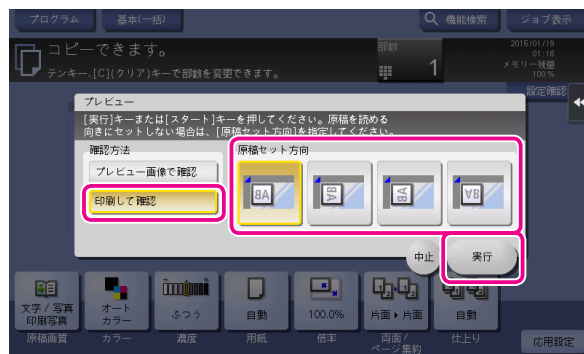 プログラム 基本(一括) 機能検索 ジョブ表示
コピーできます。 部数 2015/01/19
01:16
テンキー、[C](クリア)キーで部数を変更できます。 1 メモリー残量
100 %
設定確認
プレビュー
[実行]キーまたは[スタート]キーを押してください。原稿を読める
向きにセットしない場合は、[原稿セット方向]を指定してください。
確認方法 原稿セット方向
プレビュー画像で確認
印刷して確認
AB AB AB AB
中止 実行
文字 / 写真
印刷写真 オート
カラー ふつう 自動 100.0% 片面 ▸ 片面 自動
原稿画質 カラー 濃度 用紙 倍率 両面 /
ページ集約 仕上り 応用設定